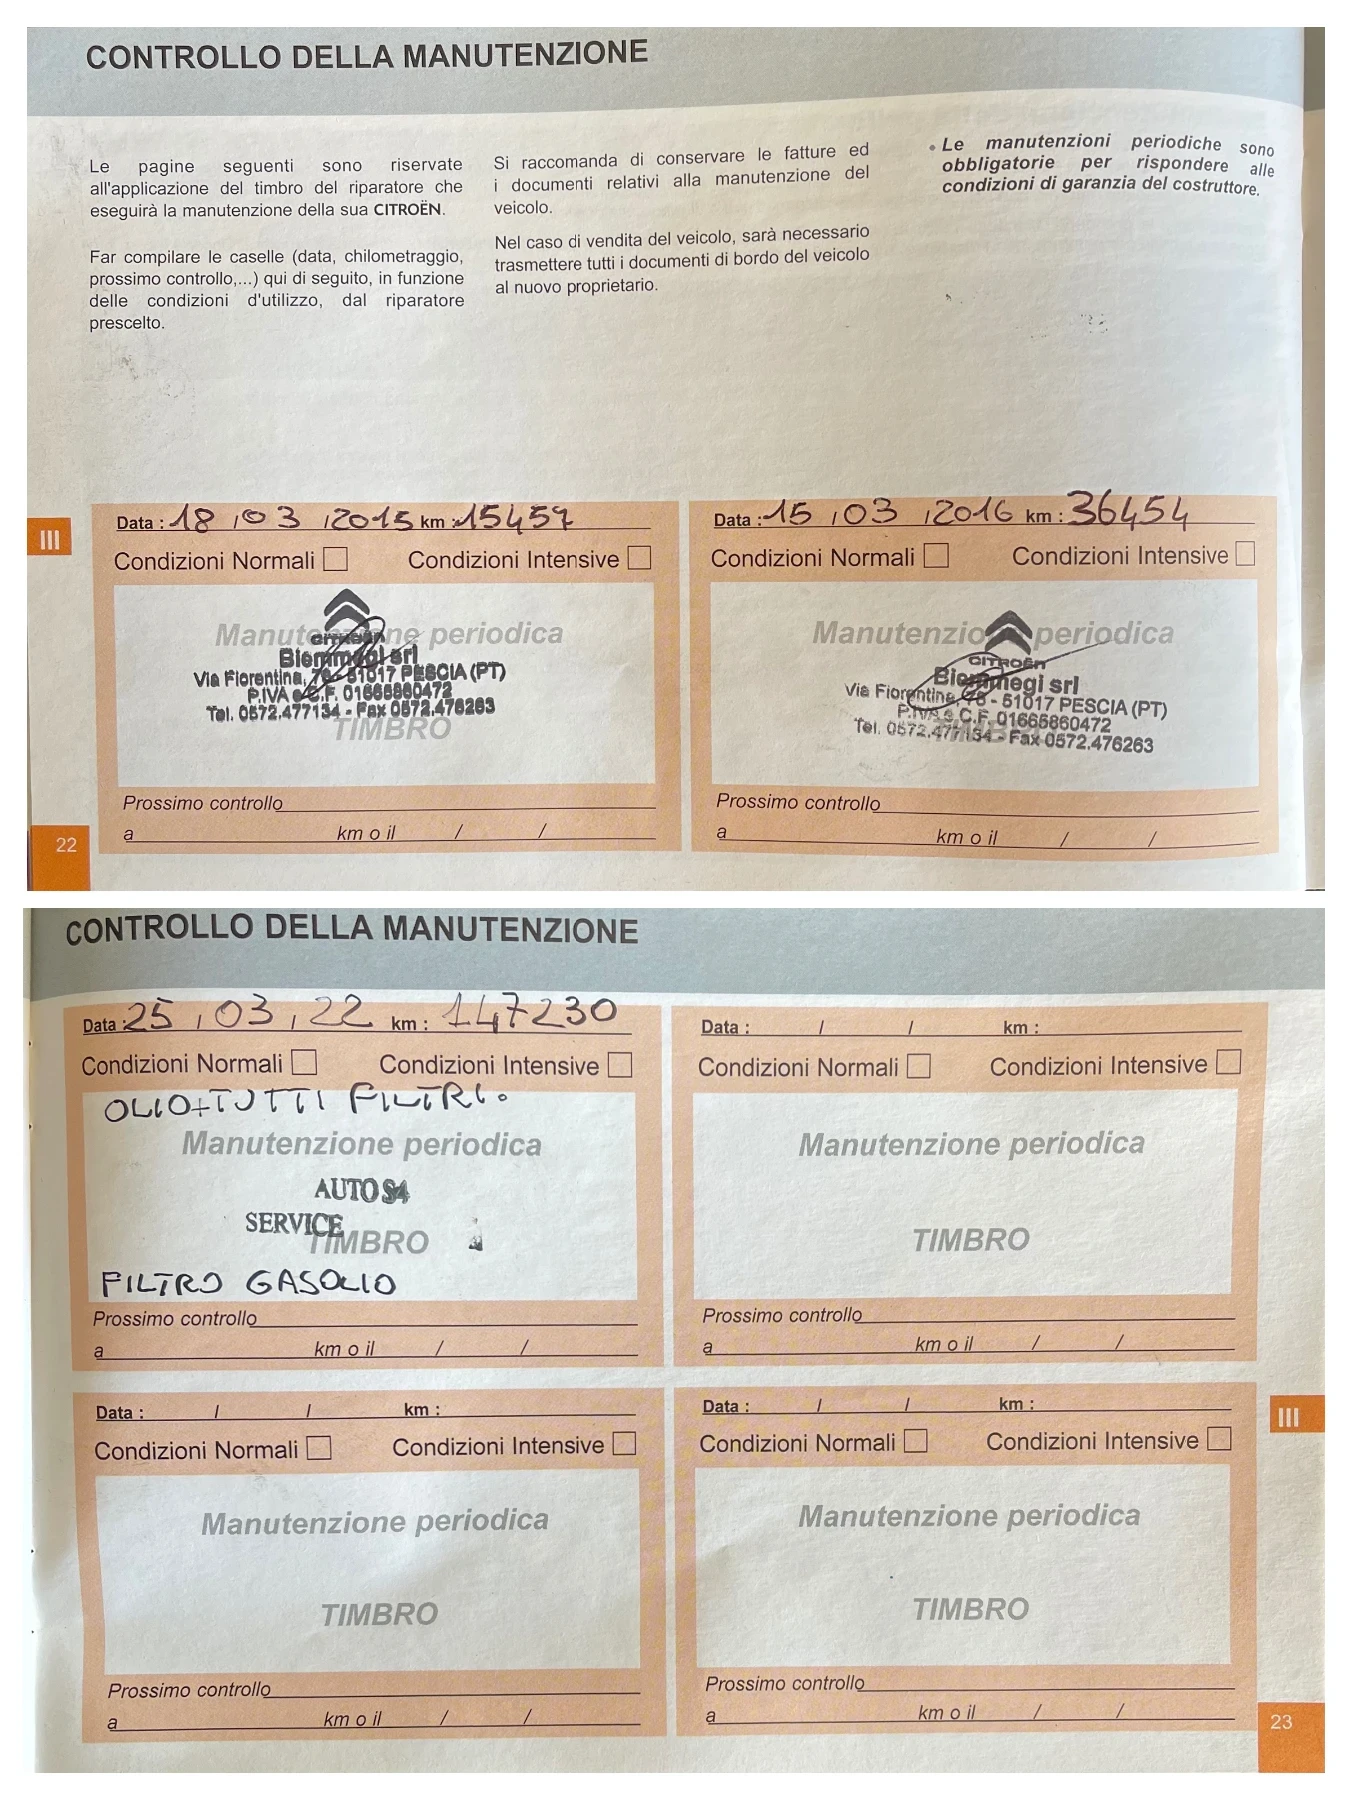 CONTROLLO DELLA MANUTENZIONE
Le pagine seguenti sono riservate
all'applicazione del timbro del riparatore che
eseguirà la manutenzione della sua CITROËN.
Far compilare le caselle (data, chilometraggio,
prossimo controllo,...) qui di seguito, in funzione
delle condizioni d'utilizzo, dal riparatore
prescelto.
Si raccomanda di conservare le fatture ed
i documenti relativi alla manutenzione del
veicolo.
Nel caso di vendita del veicolo, sarà necessario
trasmettere tutti i documenti di bordo del veicolo
al nuovo proprietario.
• Le manutenzioni periodiche sono
obbligatorie per rispondere alle
condizioni di garanzia del costruttore.
III
Data : 18 / 03 / 2015 km : 15457
Condizioni Normali Condizioni Intensive
Manutenzione periodica
CITROËN
Biemmegi srl
Via Fiorentina, 78 - 51017 PESCIA (PT)
P.IVA e C.F. 01665860472
Tel. 0572.477134 - Fax 0572.476263
TIMBRO
Prossimo controllo
a km o il / /
Data : 15 / 03 / 2016 km : 36454
Condizioni Normali Condizioni Intensive
Manutenzione periodica
CITROËN
Biemmegi srl
Via Fiorentina, 78 - 51017 PESCIA (PT)
P.IVA e C.F. 01665860472
Tel. 0572.477134 - Fax 0572.476263
TIMBRO
Prossimo controllo
a km o il / /
22
CONTROLLO DELLA MANUTENZIONE
Data : 25 / 03 / 22 km : 147230
Condizioni Normali Condizioni Intensive
OLIO+TUTTI FILTRI.
Manutenzione periodica
AUTO S4
SERVICE
TIMBRO
FILTRO GASOLIO
Prossimo controllo
a km o il / /
Data : / / km :
Condizioni Normali Condizioni Intensive
Manutenzione periodica
TIMBRO
Prossimo controllo
a km o il / /
Data : / / km :
Condizioni Normali Condizioni Intensive
Manutenzione periodica
TIMBRO
Prossimo controllo
a km o il / /
Data : / / km :
Condizioni Normali Condizioni Intensive
Manutenzione periodica
TIMBRO
Prossimo controllo
a km o il / /
III
23